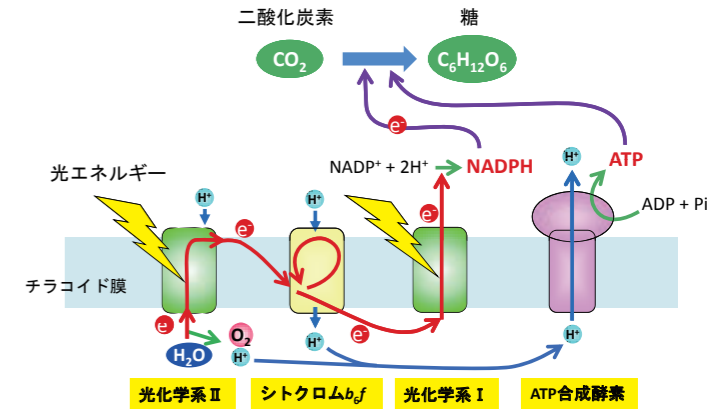 二酸化炭素
糖
CO₂
C₆H₁₂O₆
e⁻
NADP⁺ + 2H⁺
NADPH
H⁺
ATP
ADP + Pi
光エネルギー
H⁺
e⁻
H⁺
e⁻
チラコイド膜
e
H₂O
O₂
H⁺
H⁺
e⁻
H⁺
光化学系Ⅱ
シトクロムb₆f
光化学系Ⅰ
ATP合成酵素